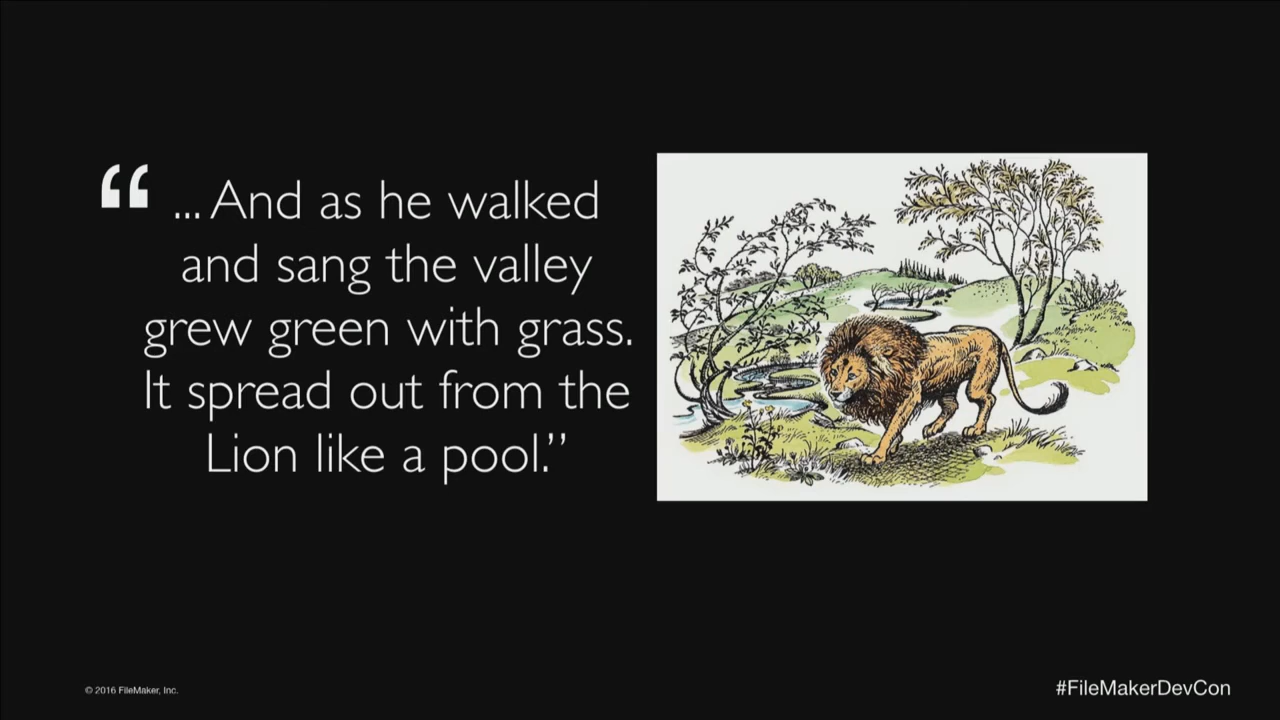 “ ... And as he walked
and sang the valley
grew green with grass.
It spread out from the
Lion like a pool.”
© 2016 FileMaker, Inc.
#FileMakerDevCon